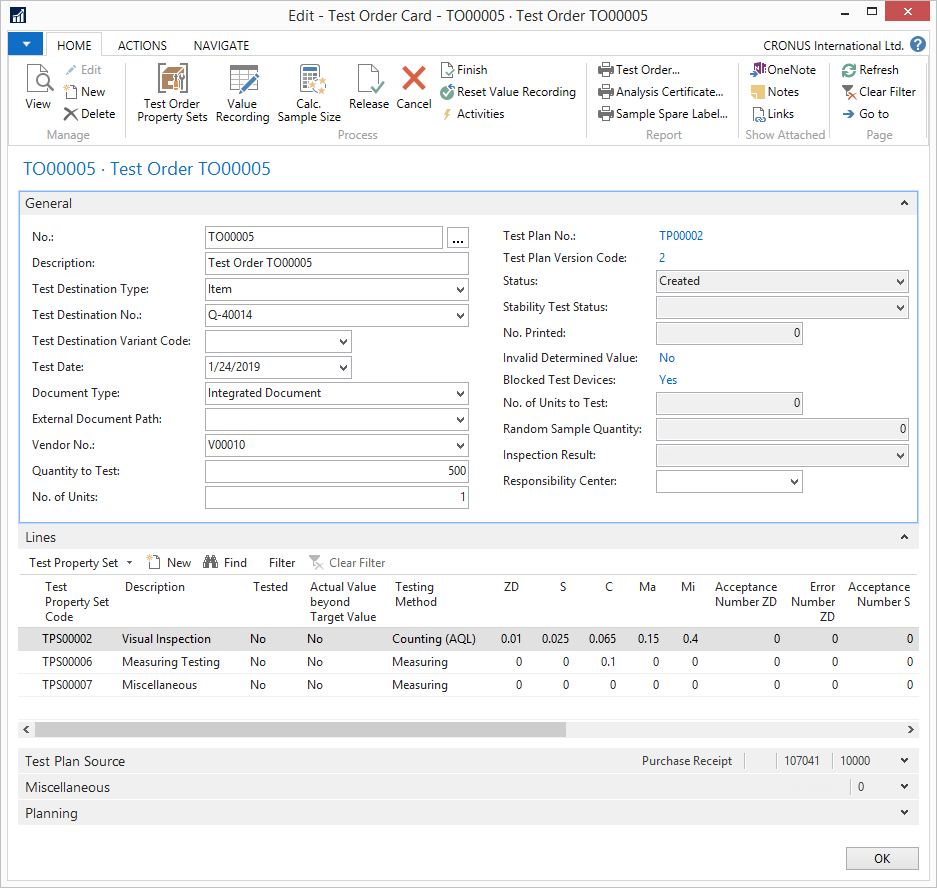 Edit - Test Order Card - TO00005 · Test Order TO00005
HOME ACTIONS NAVIGATE CRONUS International Ltd. ?
View
Edit
New
Delete
Manage
Test Order Property Sets
Value Recording
Calc. Sample Size
Release
Cancel
Finish
Reset Value Recording
Activities
Process
Test Order...
Analysis Certificate...
Sample Spare Label...
Report
OneNote
Notes
Links
Show Attached
Refresh
Clear Filter
Go to
Page
TO00005 · Test Order TO00005
General
No.: TO00005 ...
Description: Test Order TO00005
Test Destination Type: Item
Test Destination No.: Q-40014
Test Destination Variant Code:
Test Date: 1/24/2019
Document Type: Integrated Document
External Document Path:
Vendor No.: V00010
Quantity to Test: 500
No. of Units: 1
Test Plan No.: TP00002
Test Plan Version Code: 2
Status: Created
Stability Test Status:
No. Printed: 0
Invalid Determined Value: No
Blocked Test Devices: Yes
No. of Units to Test: 0
Random Sample Quantity: 0
Inspection Result:
Responsibility Center:
Lines
Test Property Set New Find Filter Clear Filter
Test Property Set Code Description Tested Actual Value beyond Target Value Testing Method ZD S C Ma Mi Acceptance Number ZD Error Number ZD Acceptance Number S
TPS00002 Visual Inspection No No Counting (AQL) 0.01 0.025 0.065 0.15 0.4 0 0 0
TPS00006 Measuring Testing No No Measuring 0 0 0.1 0 0 0 0 0
TPS00007 Miscellaneous No No Measuring 0 0 0 0 0 0 0 0
Test Plan Source Purchase Receipt 107041 10000
Miscellaneous 0
Planning
OK